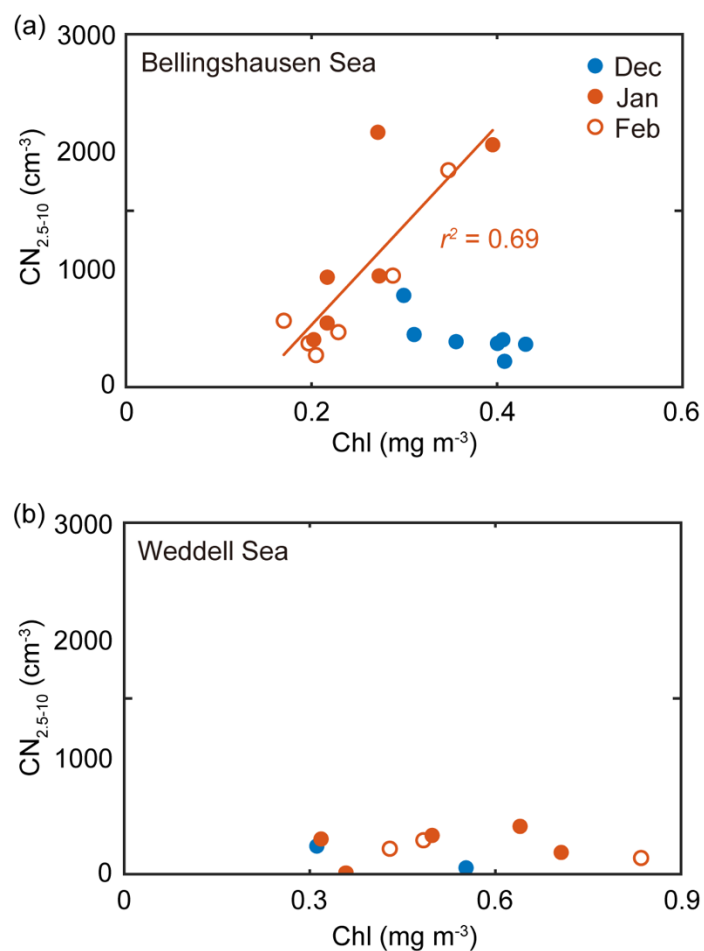 (a)
3000
Bellingshausen Sea
Dec
Jan
Feb
2000
CN2.5-10 (cm-3)
r2 = 0.69
1000
0
0 0.2 0.4 0.6
Chl (mg m-3)
(b)
3000
Weddell Sea
2000
CN2.5-10 (cm-3)
1000
0
0 0.3 0.6 0.9
Chl (mg m-3)